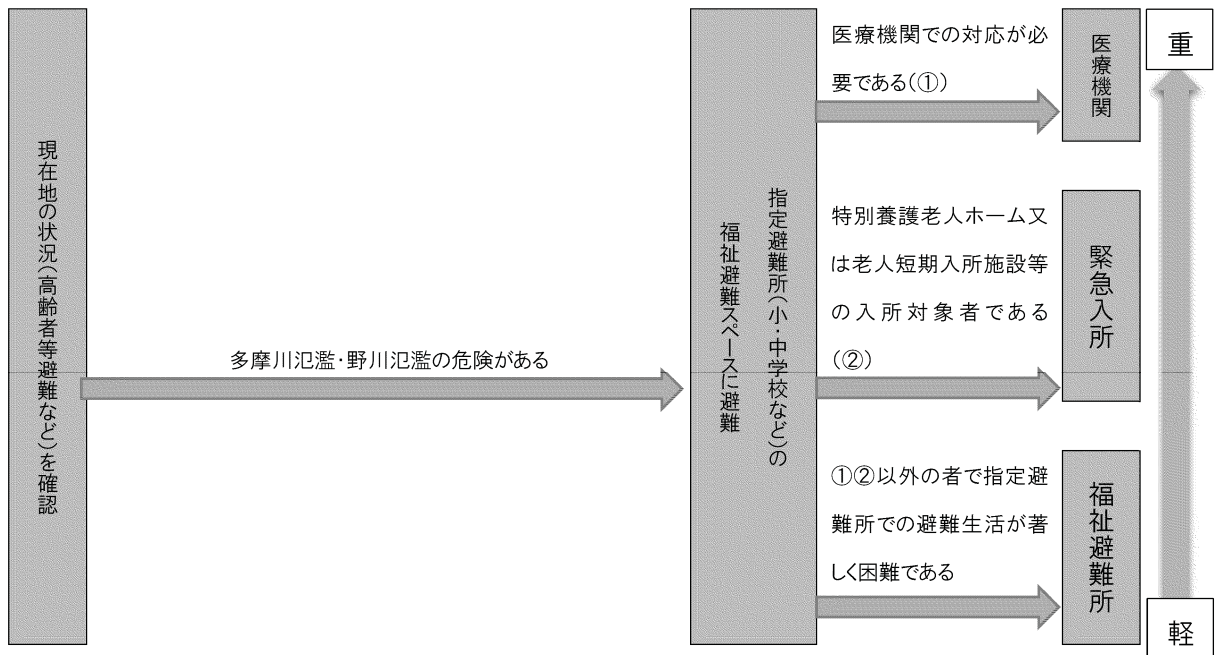 現在地の状況(高齢者等避難など)を確認
多摩川氾濫・野川氾濫の危険がある
指定避難所(小・中学校など)の
福祉避難スペースに避難
医療機関での対応が必
要である(①)
医療機関
特別養護老人ホーム又
は老人短期入所施設等
の入所対象者である
(②)
緊急入所
①②以外の者で指定避
難所での避難生活が著
しく困難である
福祉避難所
重
軽